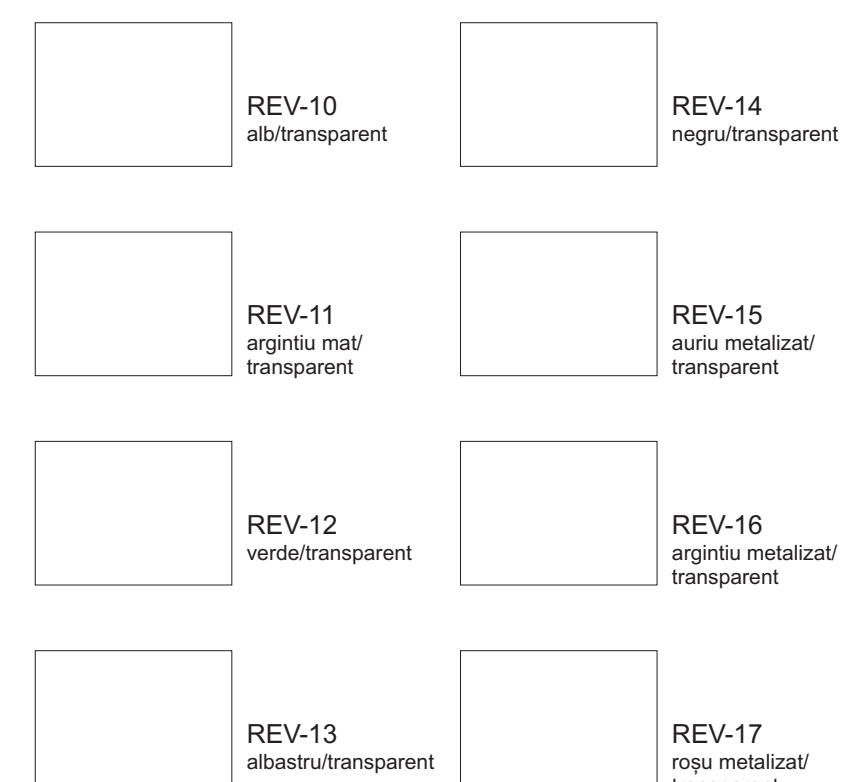 REV-10
alb/transparent
REV-14
negru/transparent
REV-11
argintiu mat/
transparent
REV-15
auriu metalizat/
transparent
REV-12
verde/transparent
REV-16
argintiu metalizat/
transparent
REV-13
albastru/transparent
REV-17
roșu metalizat/